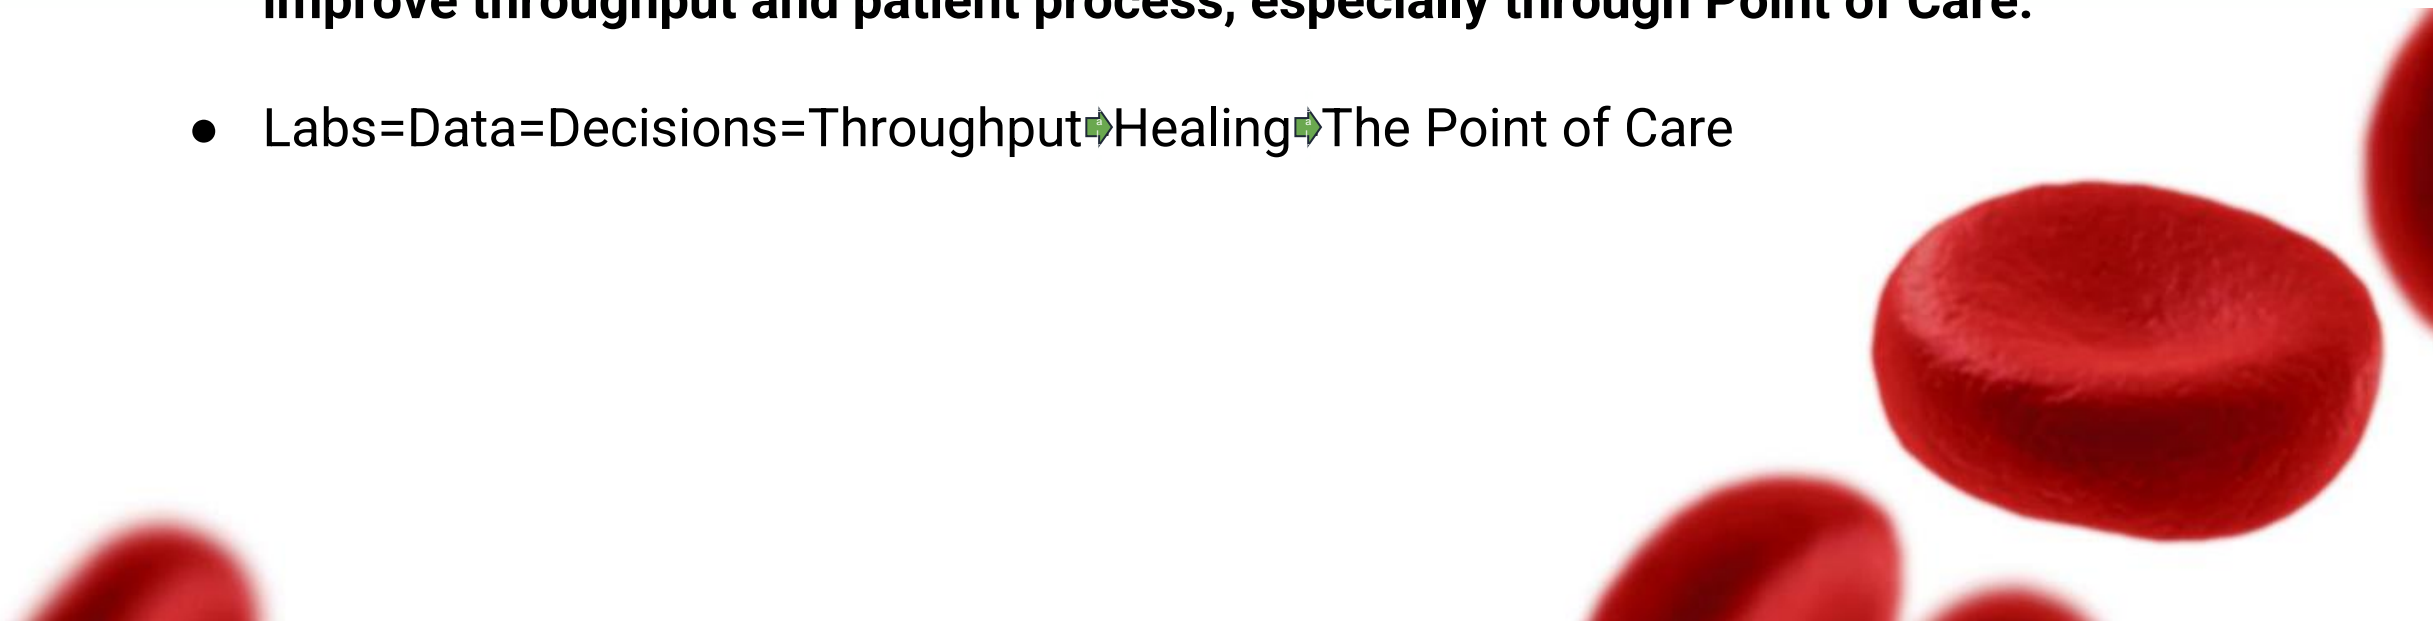 improve throughput and patient process, especially through Point of Care.
● Labs=Data=Decisions=Throughput➡Healing➡The Point of Care